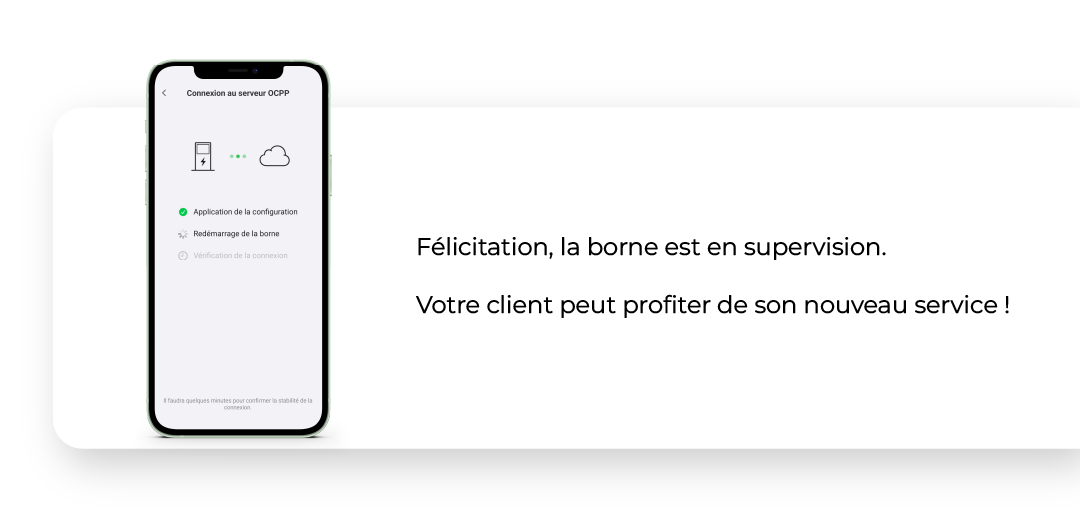 Connexion au serveur OCPP
Application de la configuration
Redémarrage de la borne
Vérification de la connexion
Il faudra quelques minutes pour confirmer la stabilité de la
connexion
Félicitation, la borne est en supervision.
Votre client peut profiter de son nouveau service !